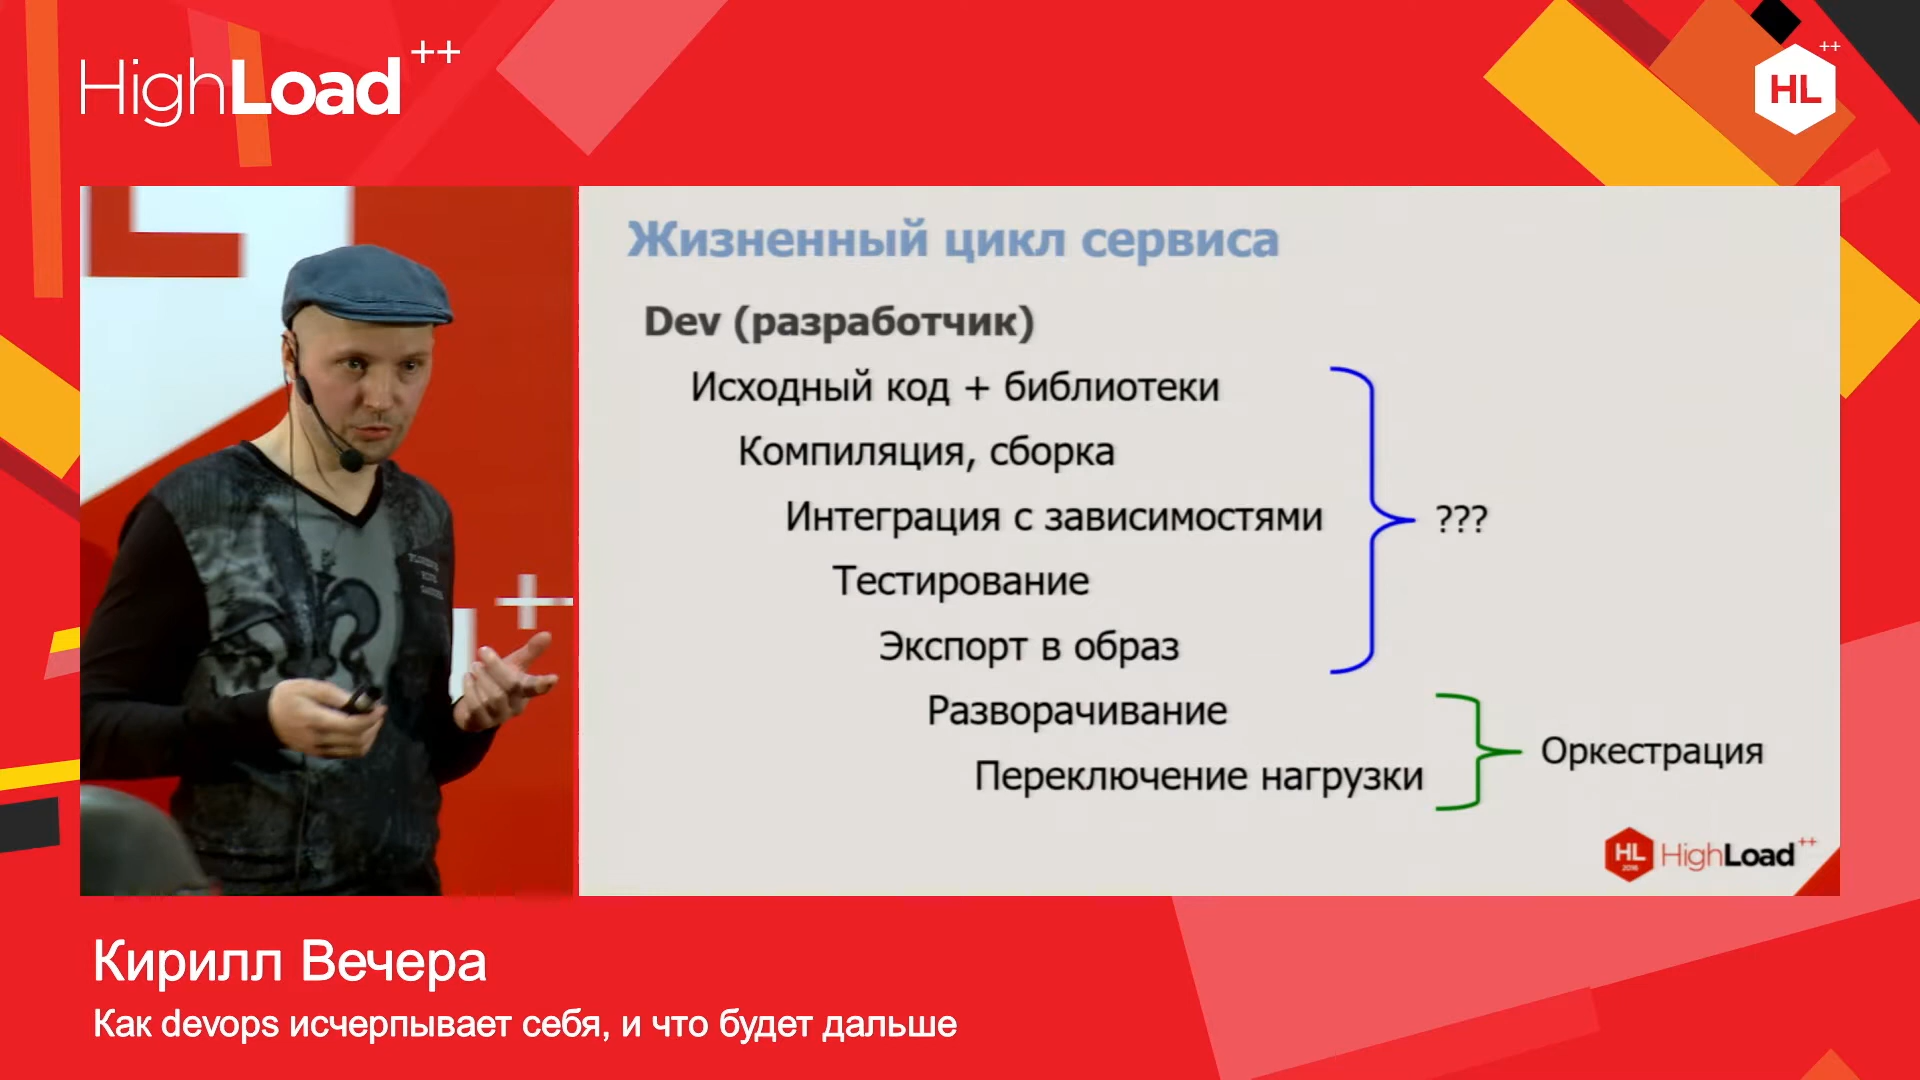 HighLoad++
HL++
Жизненный цикл сервиса
Dev (разработчик)
Исходный код + библиотеки
Компиляция, сборка
Интеграция с зависимостями
???
Тестирование
Экспорт в образ
Разворачивание
Оркестрация
Переключение нагрузки
HL
HighLoad++
Кирилл Вечера
Как devops исчерпывает себя, и что будет дальше